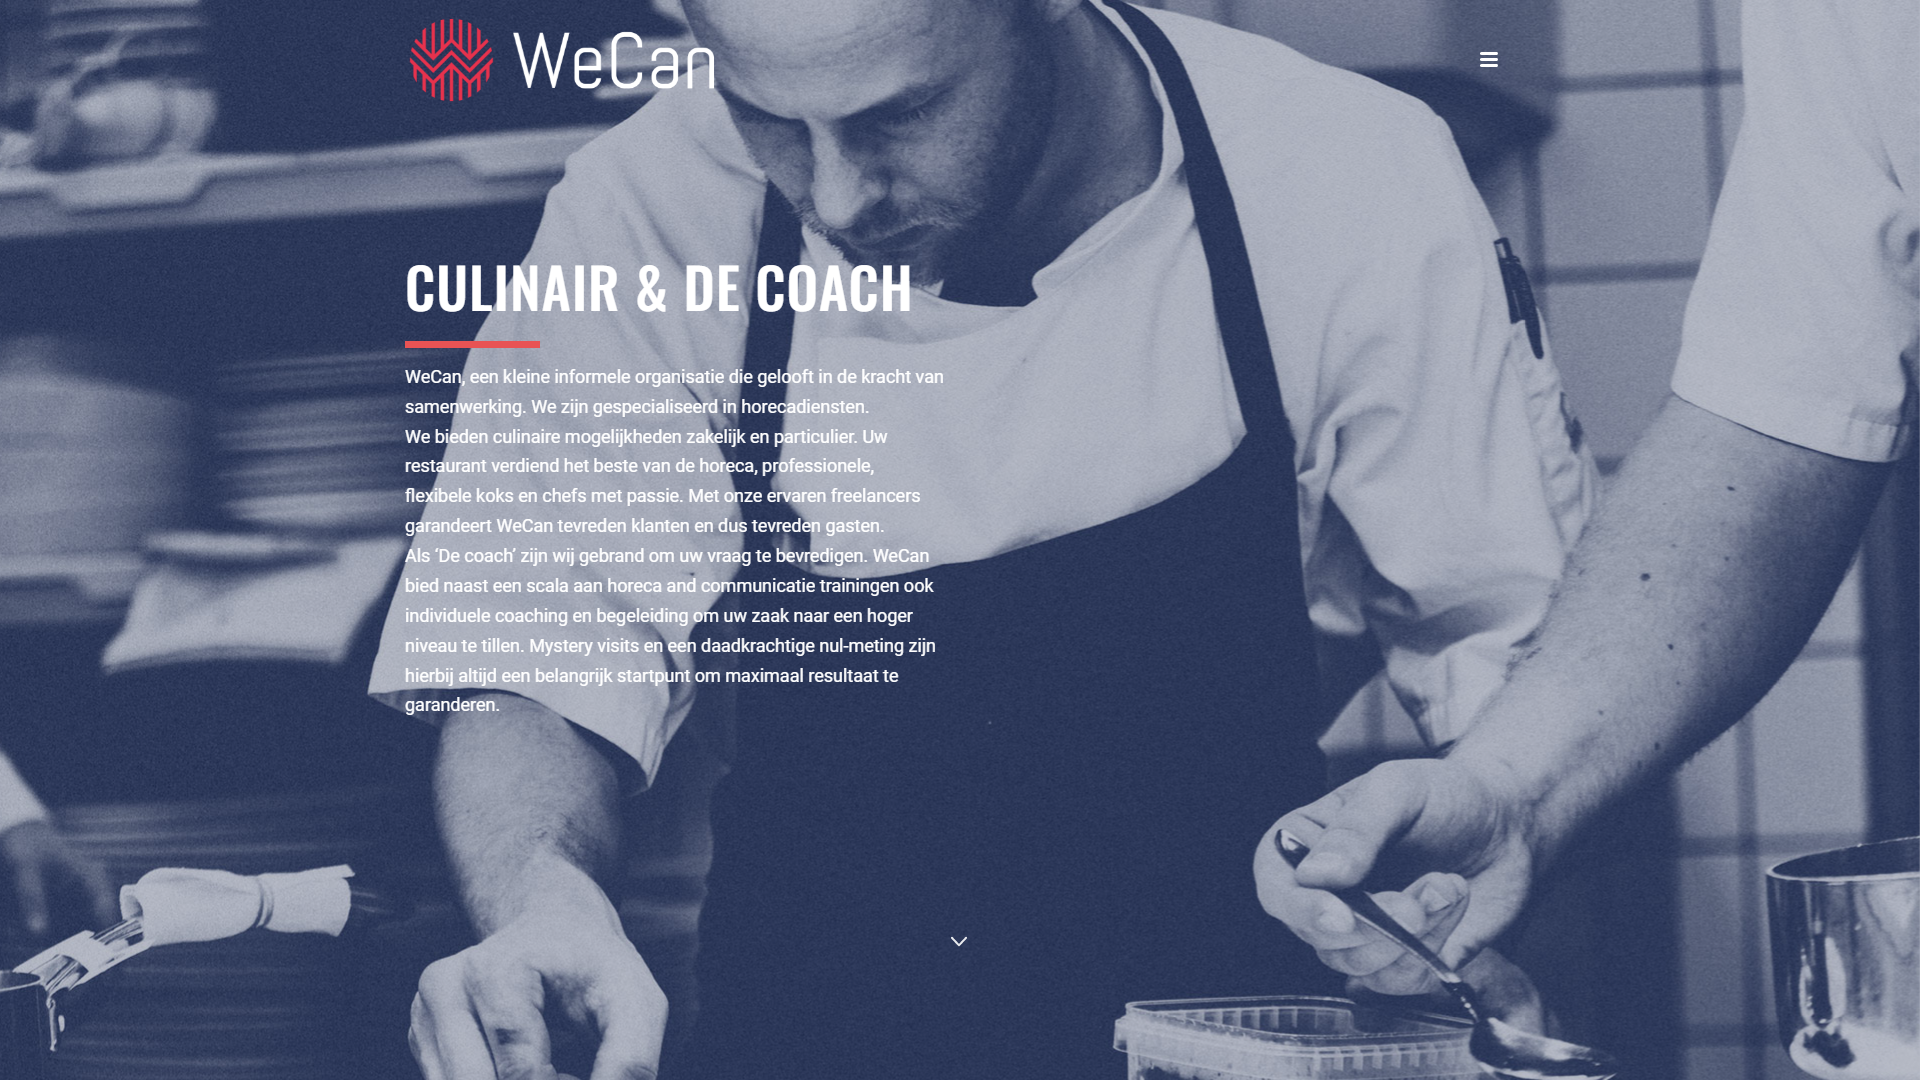 WeCan
CULINAIR & DE COACH
WeCan, een kleine informele organisatie die gelooft in de kracht van
samenwerking. We zijn gespecialiseerd in horecadiensten.
We bieden culinaire mogelijkheden zakelijk en particulier. Uw
restaurant verdiend het beste van de horeca, professionele,
flexibele koks en chefs met passie. Met onze ervaren freelancers
garandeert WeCan tevreden klanten en dus tevreden gasten.
Als ‘De coach’ zijn wij gebrand om uw vraag te bevredigen. WeCan
bied naast een scala aan horeca and communicatie trainingen ook
individuele coaching en begeleiding om uw zaak naar een hoger
niveau te tillen. Mystery visits en een daadkrachtige nul-meting zijn
hierbij altijd een belangrijk startpunt om maximaal resultaat te
garanderen.